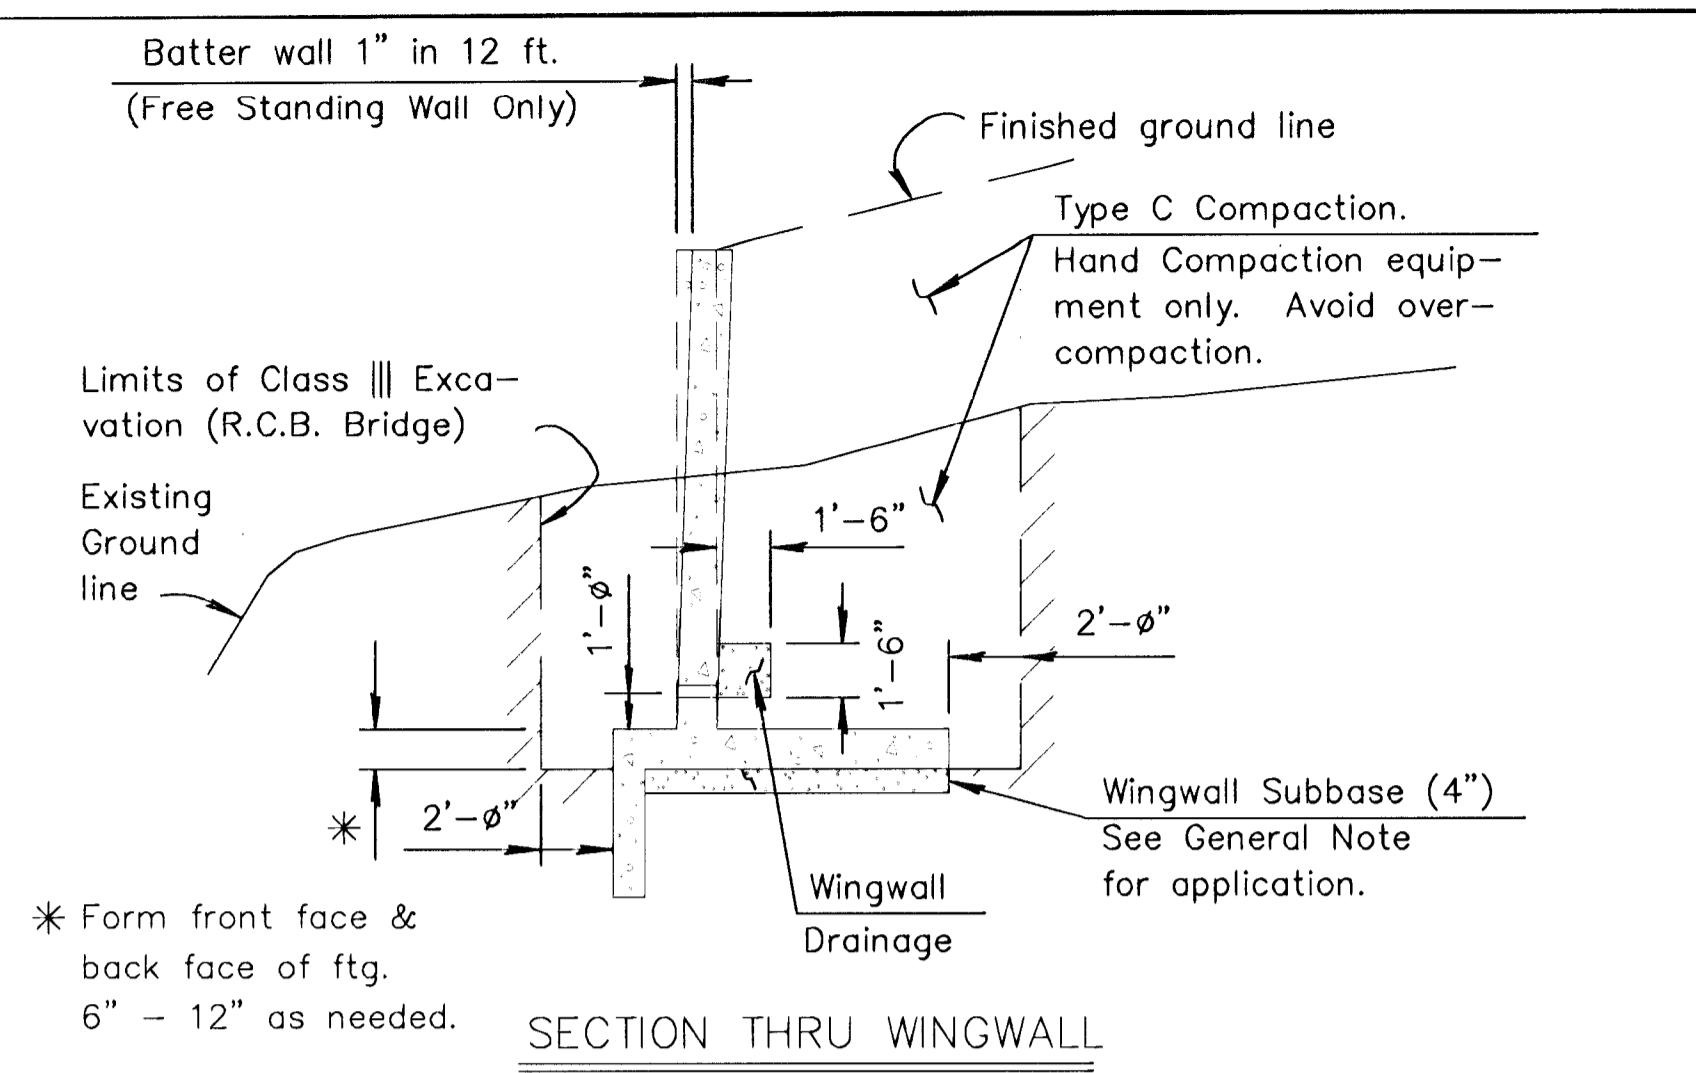 Batter wall 1” in 12 ft.
(Free Standing Wall Only)
Finished ground line
Type C Compaction.
Hand Compaction equip–
ment only. Avoid over–
compaction.
Limits of Class III Exca–
vation (R.C.B. Bridge)
Existing
Ground
line
1’–6”
1’–ø”
1’–6”
2’–ø”
2’–ø”
Wingwall Subbase (4”)
See General Note
for application.
Wingwall
Drainage
✳
✳ Form front face &
back face of ftg.
6” – 12” as needed.
SECTION THRU WINGWALL